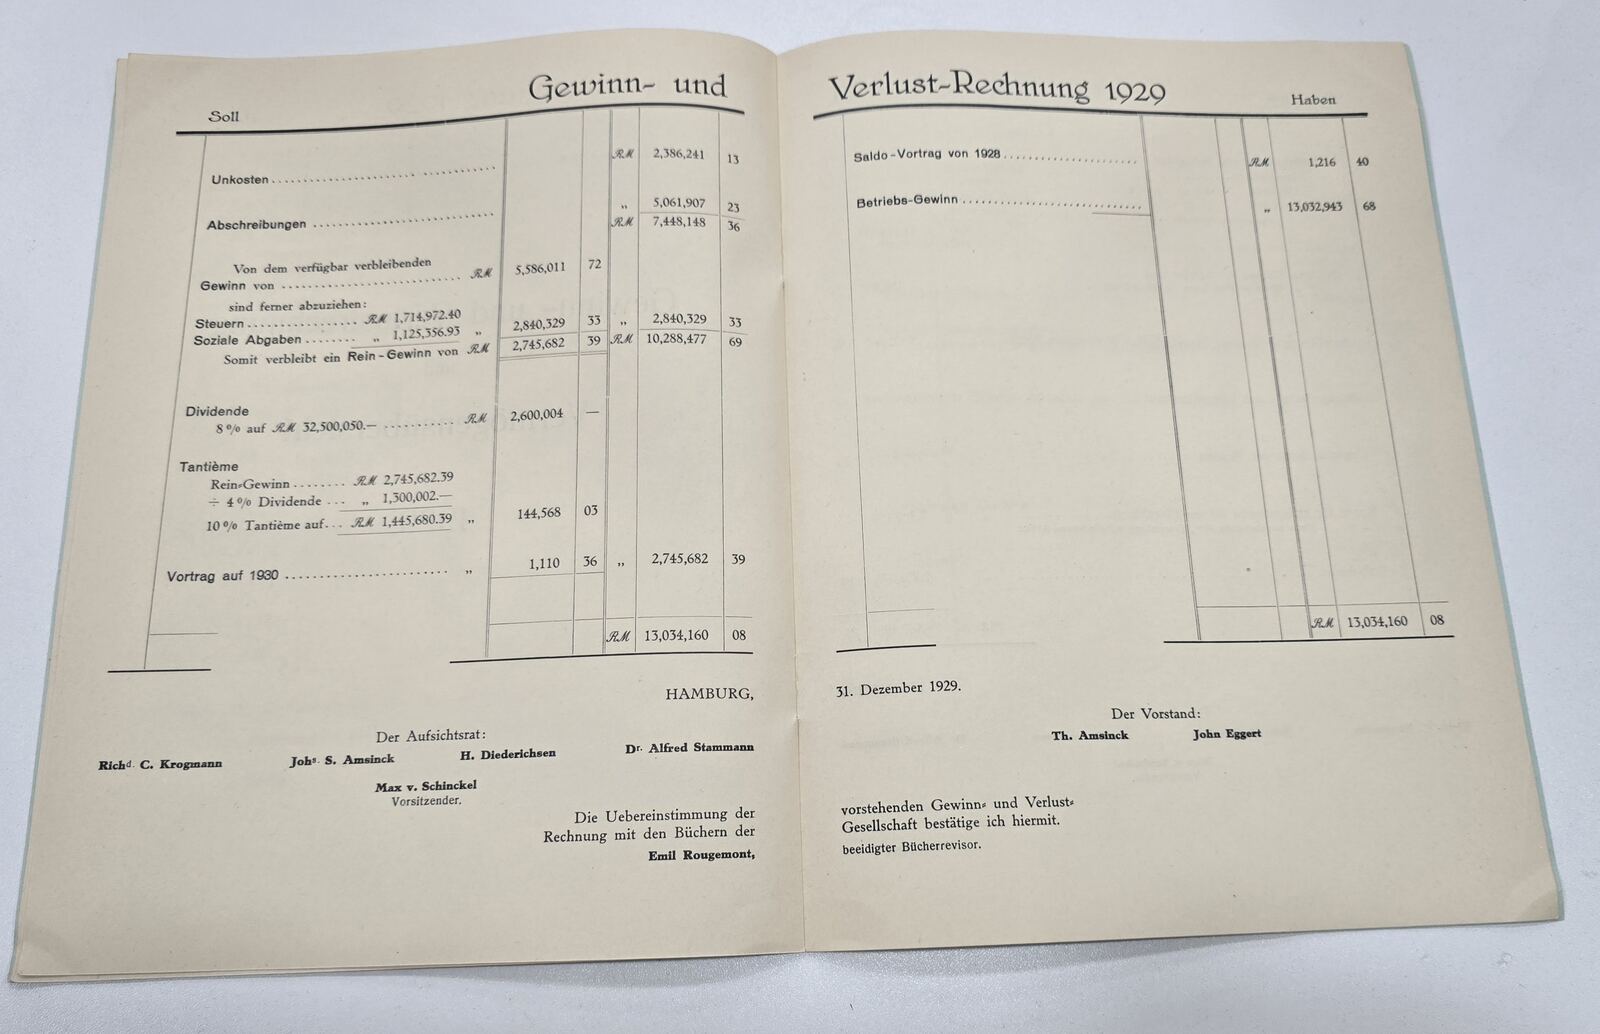 Gewinn- und Verlust-Rechnung 1929
Soll
Unkosten RM 2,386,241 13
Abschreibungen „ 5,061,907 23
RM 7,448,148 36
Von dem verfügbar verbleibenden
Gewinn von RM 5,586,011 72
sind ferner abzuziehen:
Steuern RM 1,714,972.40
Soziale Abgaben „ 1,125,356.93 „ 2,840,329 33 „ 2,840,329 33
Somit verbleibt ein Rein-Gewinn von RM 2,745,682 39 RM 10,288,477 69
Dividende
8 % auf RM 32,500,050.— RM 2,600,004 —
Tantième
Rein-Gewinn RM 2,745,682.39
÷ 4 % Dividende „ 1,300,002.—
10 % Tantième auf RM 1,445,680.39 „ 144,568 03
Vortrag auf 1930 „ 1,110 36 „ 2,745,682 39
RM 13,034,160 08
Haben
Saldo-Vortrag von 1928 RM 1,216 40
Betriebs-Gewinn „ 13,032,943 68
RM 13,034,160 08
HAMBURG, 31. Dezember 1929.
Der Aufsichtsrat:
Richd. C. Krogmann Johs. S. Amsinck H. Diederichsen Dr. Alfred Stammann
Max v. Schinckel
Vorsitzender.
Der Vorstand:
Th. Amsinck John Eggert
Die Uebereinstimmung der vorstehenden Gewinn- und Verlust-
Rechnung mit den Büchern der Gesellschaft bestätige ich hiermit.
Emil Rougemont, beeidigter Bücherrevisor.